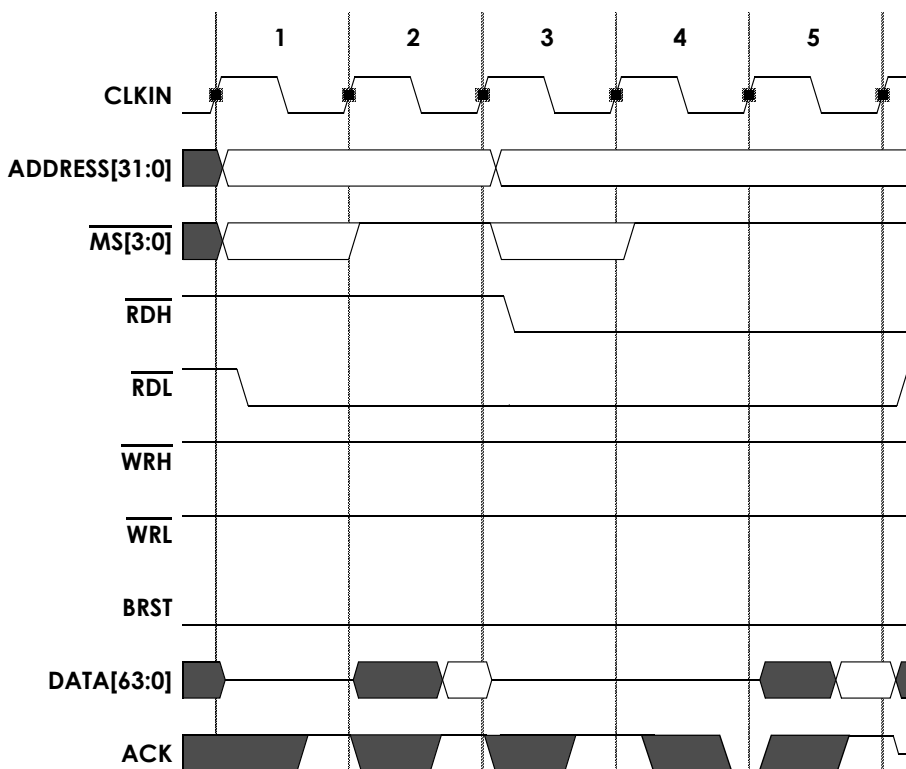 1 2 3 4 5
CLKIN
ADDRESS[31:0]
MS[3:0]
RDH
RDL
WRH
WRL
BRST
DATA[63:0]
ACK